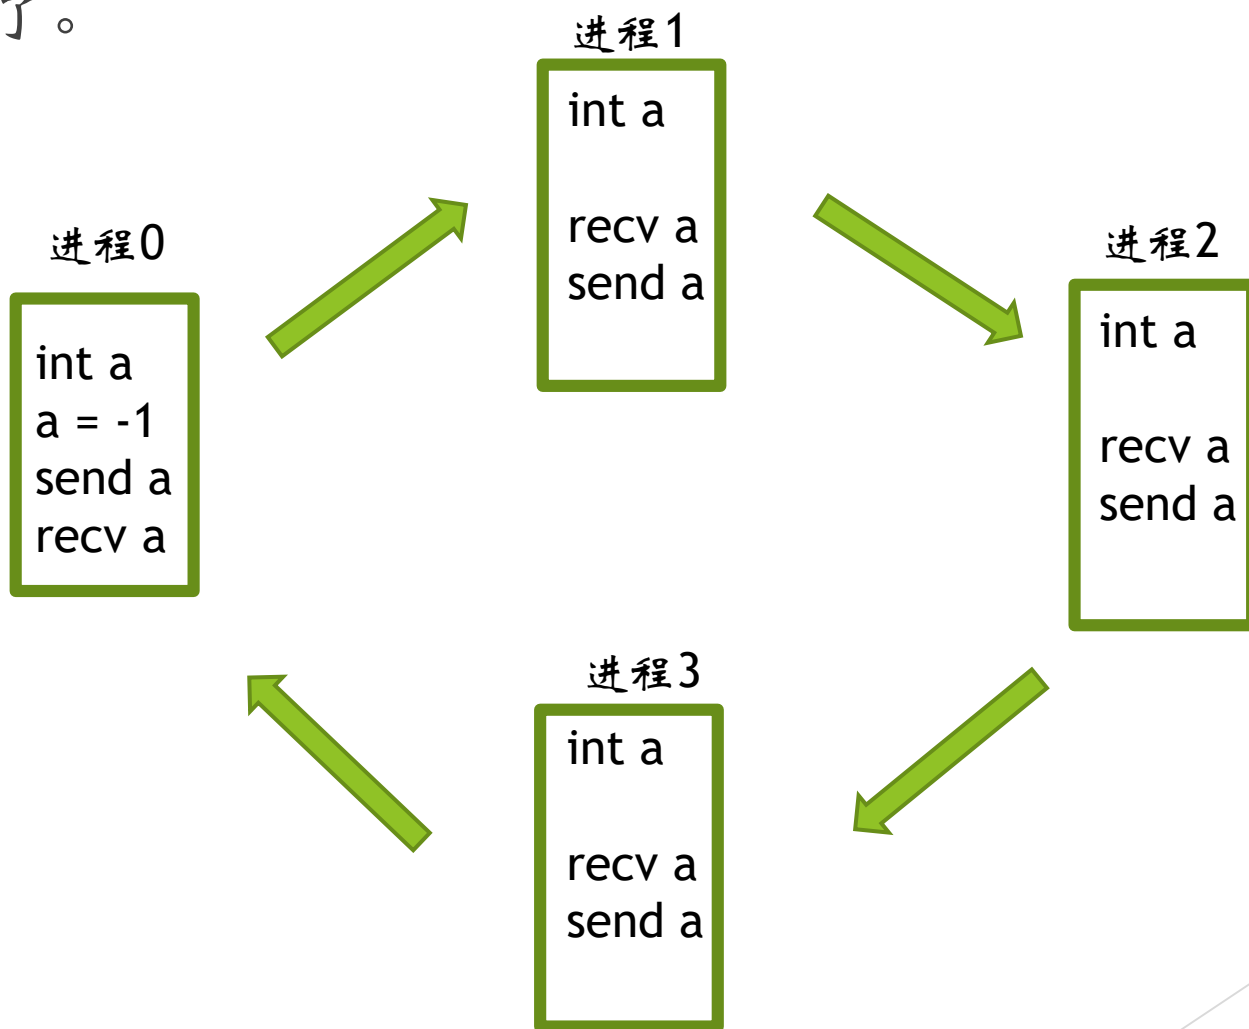 了。
进程1
int a
recv a
send a
进程0
int a
a = -1
send a
recv a
进程2
int a
recv a
send a
进程3
int a
recv a
send a